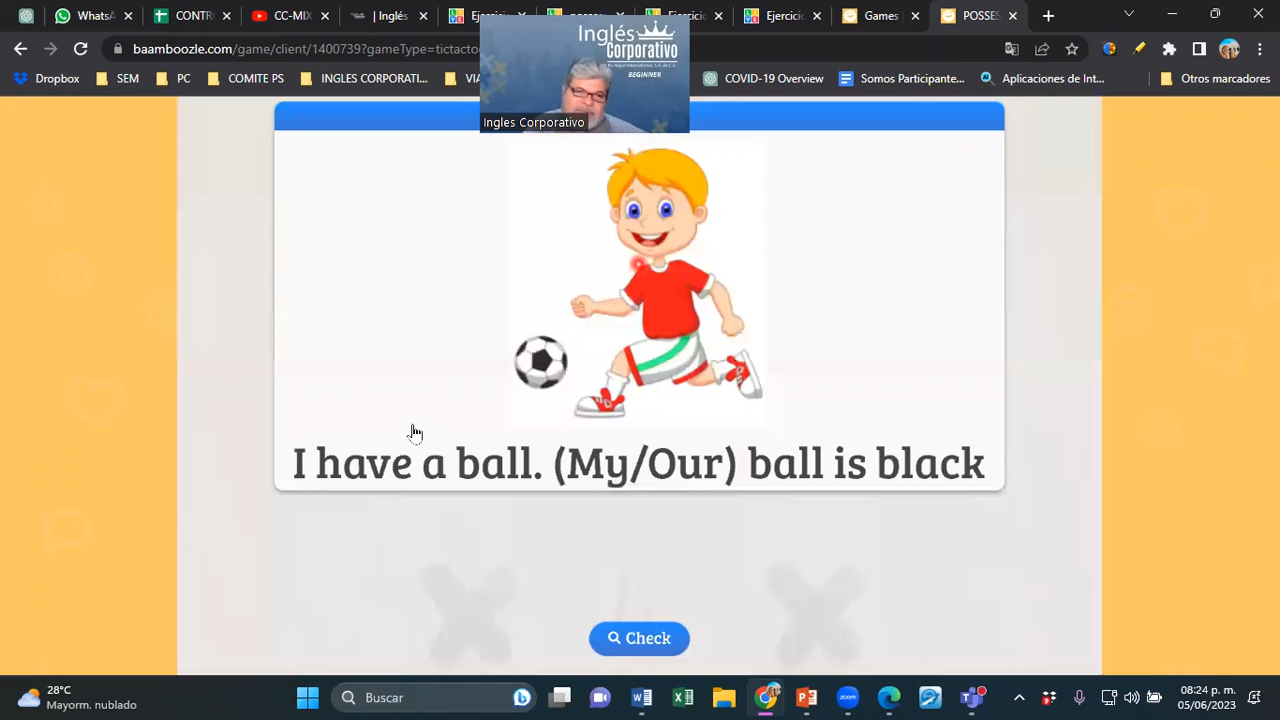 WhatsA
CONTR
CC-MIX
Inglés
Ejercic
Games
POSSES
baamboozle.com/game/client/1400739?gameType=tictacto
Dropbox
SEM
PC
COMITE PS
INGLES CORPORATI...
COVID-19 Overview
Somos Participante...
Aplicaciones de Int...
Otros marcadores
Inglés
Corporativo
BEGINNER
Ingles Corporativo
I have a ball. (My/Our) ball is black
Check
28°C
Mayorm. nublado
Buscar
08:24 p. m.
05/06/2023